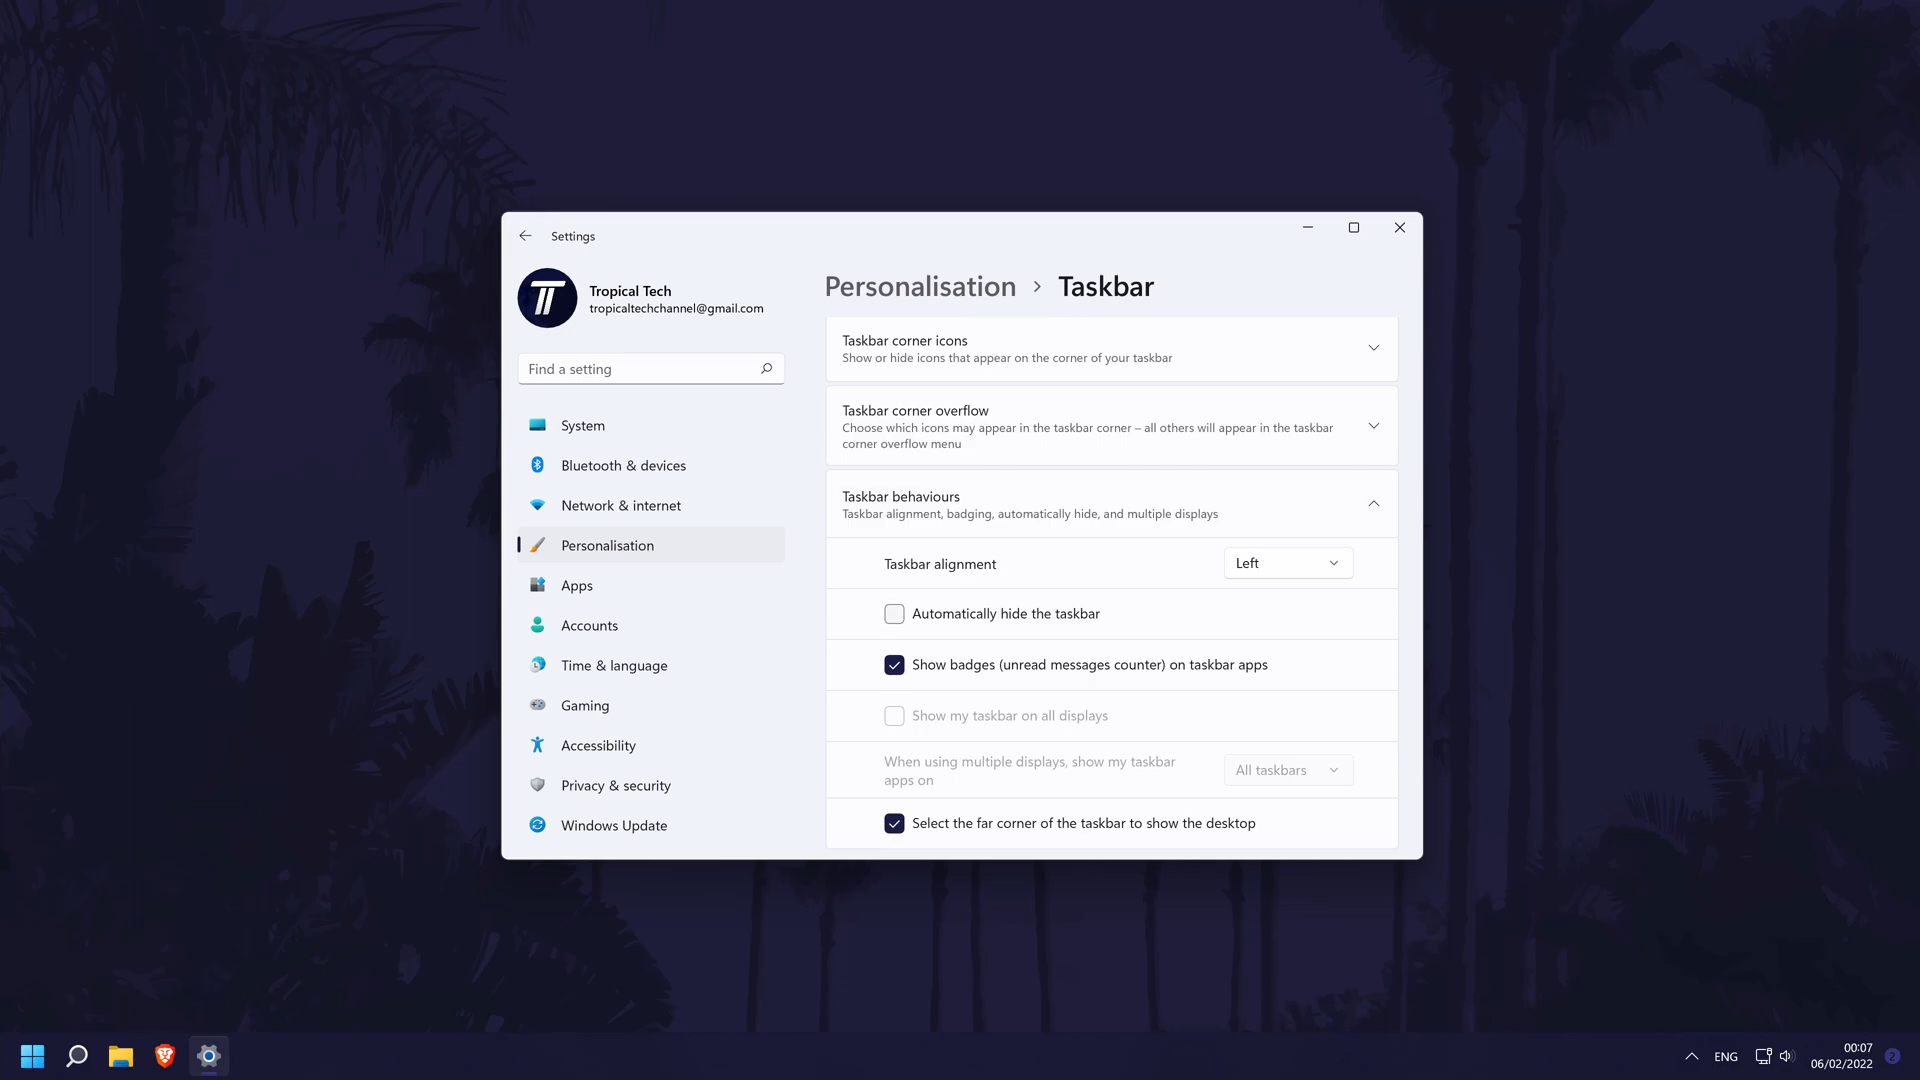 Settings
Tropical Tech
tropicaltechchannel@gmail.com
Find a setting
System
Bluetooth & devices
Network & internet
Personalisation
Apps
Accounts
Time & language
Gaming
Accessibility
Privacy & security
Windows Update
Personalisation > Taskbar
Taskbar corner icons
Show or hide icons that appear on the corner of your taskbar
Taskbar corner overflow
Choose which icons may appear in the taskbar corner – all others will appear in the taskbar
corner overflow menu
Taskbar behaviours
Taskbar alignment, badging, automatically hide, and multiple displays
Taskbar alignment Left
Automatically hide the taskbar
Show badges (unread messages counter) on taskbar apps
Show my taskbar on all displays
When using multiple displays, show my taskbar
apps on
All taskbars
Select the far corner of the taskbar to show the desktop
ENG
00:07
06/02/2022
2